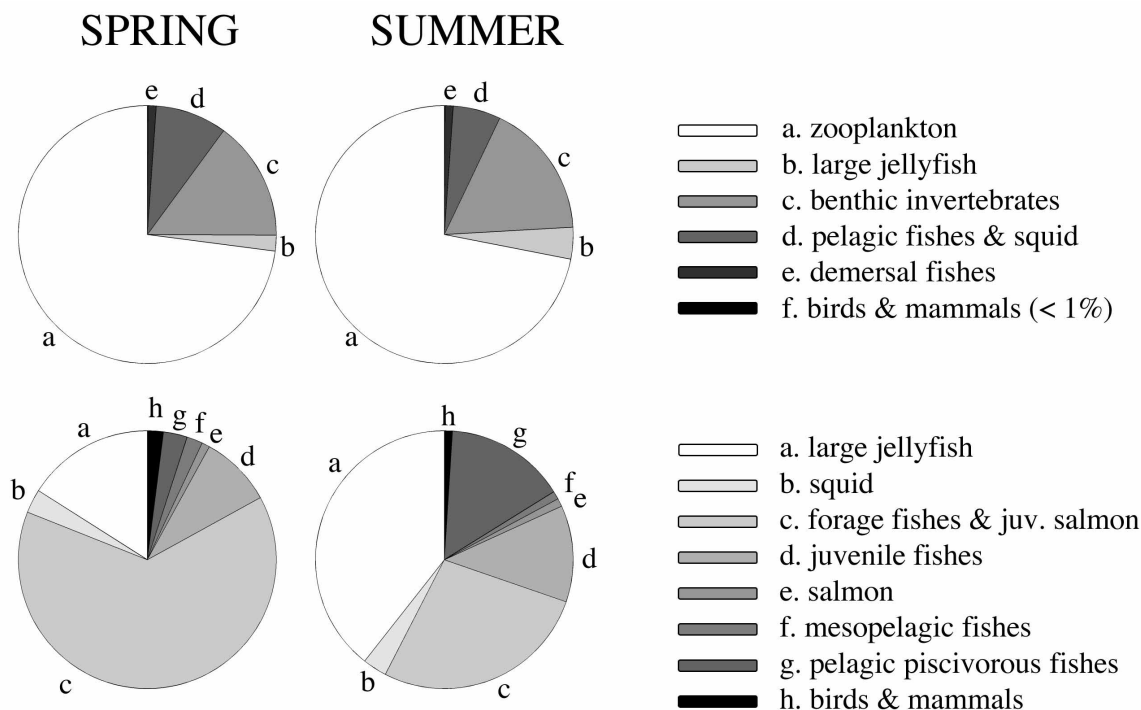 SPRING SUMMER
e d c b a
e d c b a
a. zooplankton
b. large jellyfish
c. benthic invertebrates
d. pelagic fishes & squid
e. demersal fishes
f. birds & mammals (< 1%)
h g f e d c b a
h g f e d c b a
a. large jellyfish
b. squid
c. forage fishes & juv. salmon
d. juvenile fishes
e. salmon
f. mesopelagic fishes
g. pelagic piscivorous fishes
h. birds & mammals